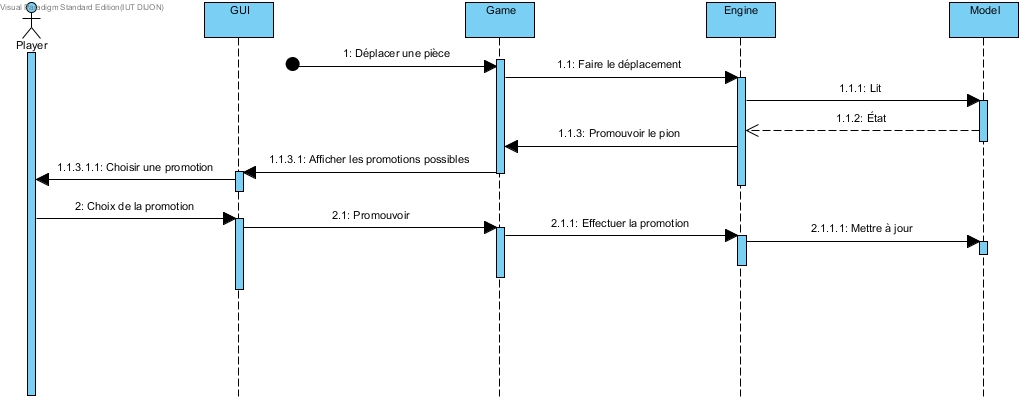 Visual Paradigm Standard Edition(IUT DIJON)
GUI
Game
Engine
Model
Player
1: Déplacer une pièce
1.1: Faire le déplacement
1.1.1: Lit
1.1.2: État
1.1.3: Promouvoir le pion
1.1.3.1: Afficher les promotions possibles
1.1.3.1.1: Choisir une promotion
2: Choix de la promotion
2.1: Promouvoir
2.1.1: Effectuer la promotion
2.1.1.1: Mettre à jour